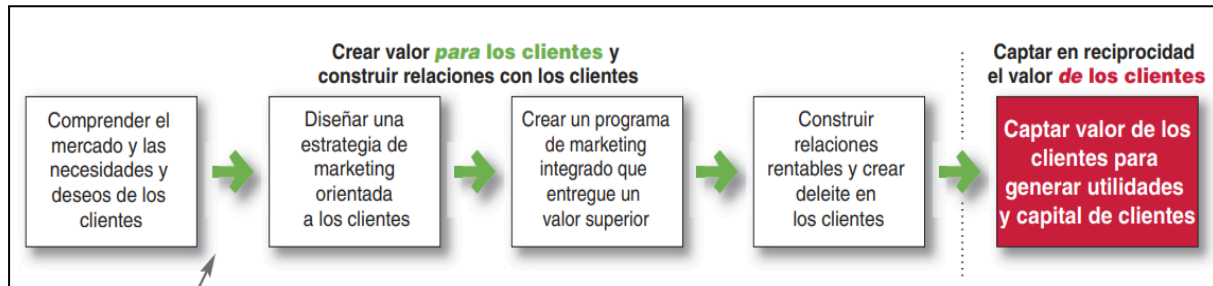 Crear valor para los clientes y
construir relaciones con los clientes
Captar en reciprocidad
el valor de los clientes
Comprender el
mercado y las
necesidades y
deseos de los
clientes
Diseñar una
estrategia de
marketing
orientada
a los clientes
Crear un programa
de marketing
integrado que
entregue un
valor superior
Construir
relaciones
rentables y crear
deleite en
los clientes
Captar valor de los
clientes para
generar utilidades
y capital de clientes